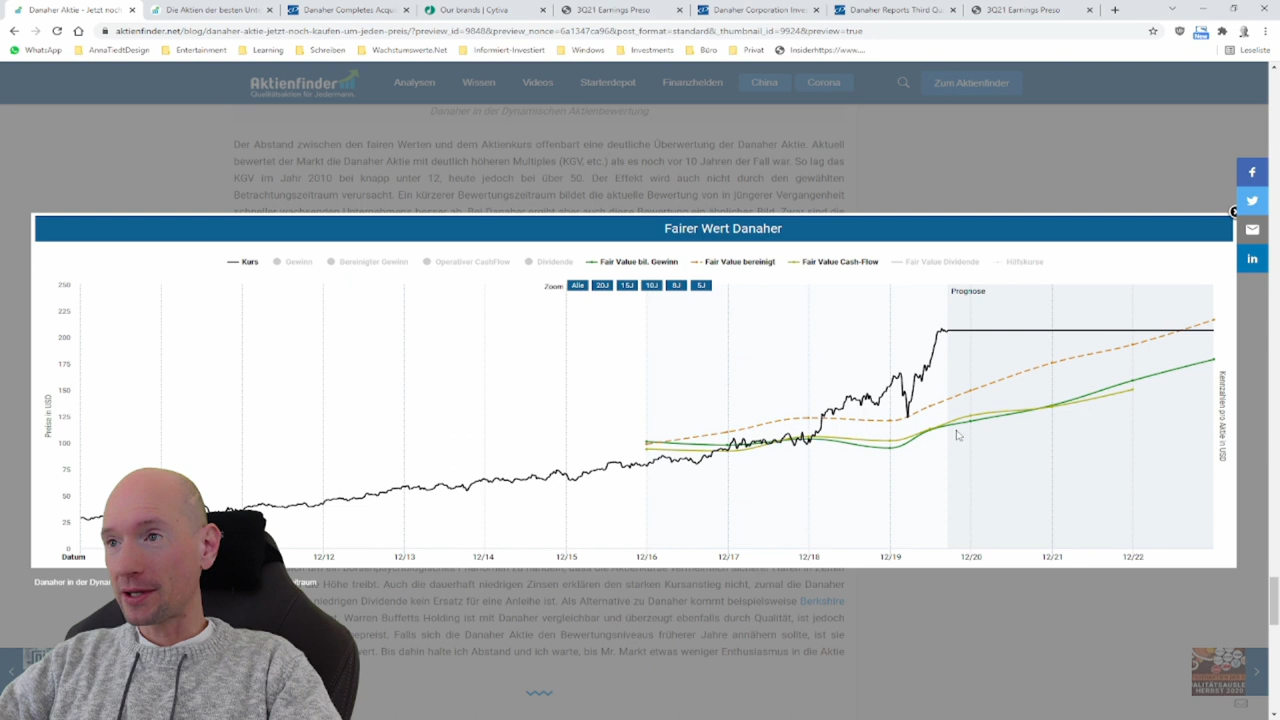 Danaher Aktie - Jetzt noch
Die Aktien der besten Unte
Danaher Completes Acqui
Our brands | Cytiva
3Q21 Earnings Preso
Danaher Corporation Inve
Danaher Reports Third Qu
3Q21 Earnings Preso
aktienfinder.net/blog/danaher-aktie-jetzt-noch-kaufen-um-jeden-preis/?preview_id=9848&preview_nonce=6a1347ca96&post_format=standard&_thumbnail_id=9924&preview=true
WhatsApp
AnnaTiedtDesign
Entertainment
Learning
Schreiben
Wachstumswerte.Net
Informiert-Investiert
Windows
Investments
Büro
Privat
Insiderhttps://www....
Leseliste
New
Aktienfinder
Qualitätsaktien für Jedermann.
Analysen
Wissen
Videos
Starterdepot
Finanzhelden
China
Corona
Zum Aktienfinder
Danaher in der Dynamischen Aktienbewertung
Der Abstand zwischen den fairen Werten und dem Aktienkurs offenbart eine deutliche Überwertung der Danaher Aktie. Aktuell
bewertet der Markt die Danaher Aktie mit deutlich höheren Multiples (KGV, etc.) als es noch vor 10 Jahren der Fall war. So lag das
KGV im Jahr 2010 bei knapp unter 12, heute jedoch bei über 50. Der Effekt wird auch nicht durch den gewählten
Betrachtungszeitraum verursacht. Ein kürzerer Bewertungszeitraum bildet die aktuelle Bewertung von in jüngerer Vergangenheit
Fairer Wert Danaher
Kurs
Gewinn
Bereinigter Gewinn
Operativer CashFlow
Dividende
Fair Value bil. Gewinn
Fair Value bereinigt
Fair Value Cash-Flow
Fair Value Dividende
Hilfskurse
Zoom
Alle
20J
15J
10J
8J
5J
Prognose
Preise in USD
250
225
200
175
150
125
100
75
50
25
0
Kennzahlen pro Aktie in USD
Datum
12/12
12/13
12/14
12/15
12/16
12/17
12/18
12/19
12/20
12/21
12/22
Danaher in der Dynar
traum
Höhe treibt. Auch die dauerhaft niedrigen Zinsen erklären den starken Kursanstieg nicht, zumal die Danaher
niedrigen Dividende kein Ersatz für eine Anleihe ist. Als Alternative zu Danaher kommt beispielsweise Berkshire
Warren Buffetts Holding ist mit Danaher vergleichbar und überzeugt ebenfalls durch Qualität, ist jedoch
bepreist. Falls sich die Danaher Aktie den Bewertungsniveaus früherer Jahre annähern sollte, ist sie
wert. Bis dahin halte ich Abstand und ich warte, bis Mr. Markt etwas weniger Enthusiasmus in die Aktie
ALITÄTSAUSLE
HERBST 2020